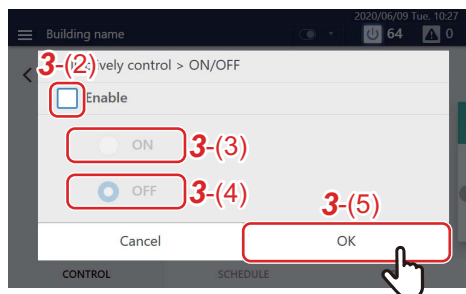 2020/06/09 Tue. 10:27
Building name
64
0
3-(2)
vely control > ON/OFF
Enable
ON
3-(3)
OFF
3-(4)
3-(5)
Cancel
OK
CONTROL
SCHEDULE